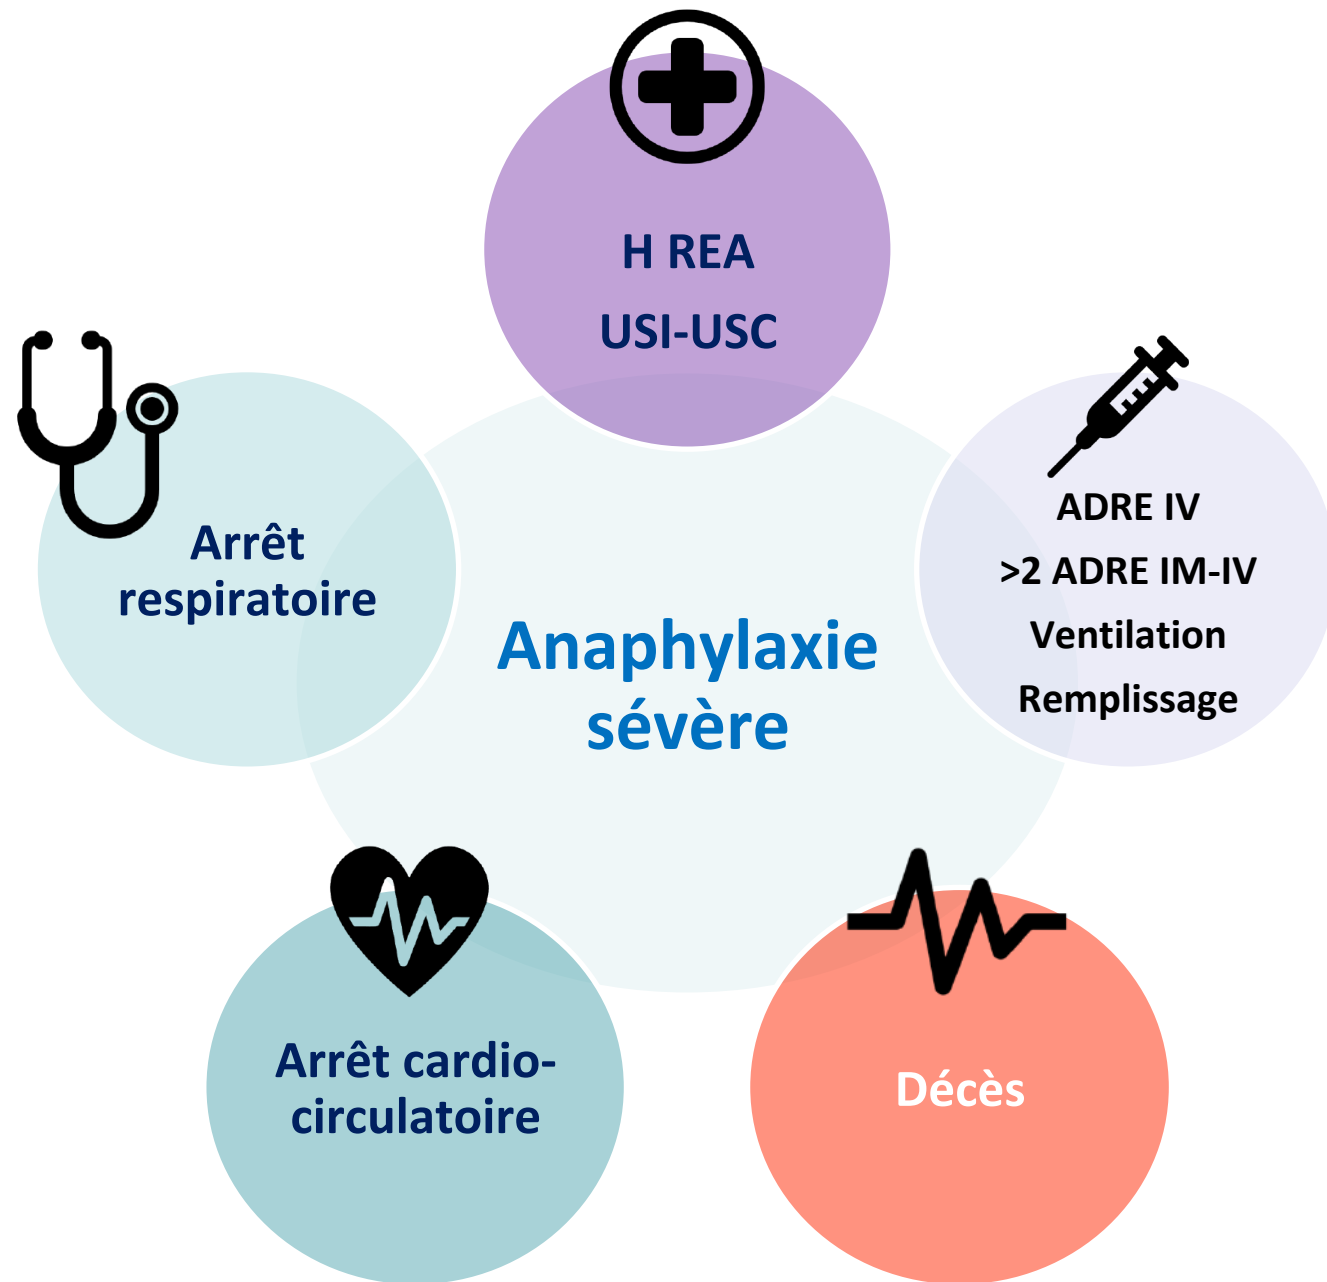 H REA
USI-USC
Arrêt
respiratoire
ADRE IV
>2 ADRE IM-IV
Ventilation
Remplissage
Anaphylaxie
sévère
Arrêt cardio-
circulatoire
Décès